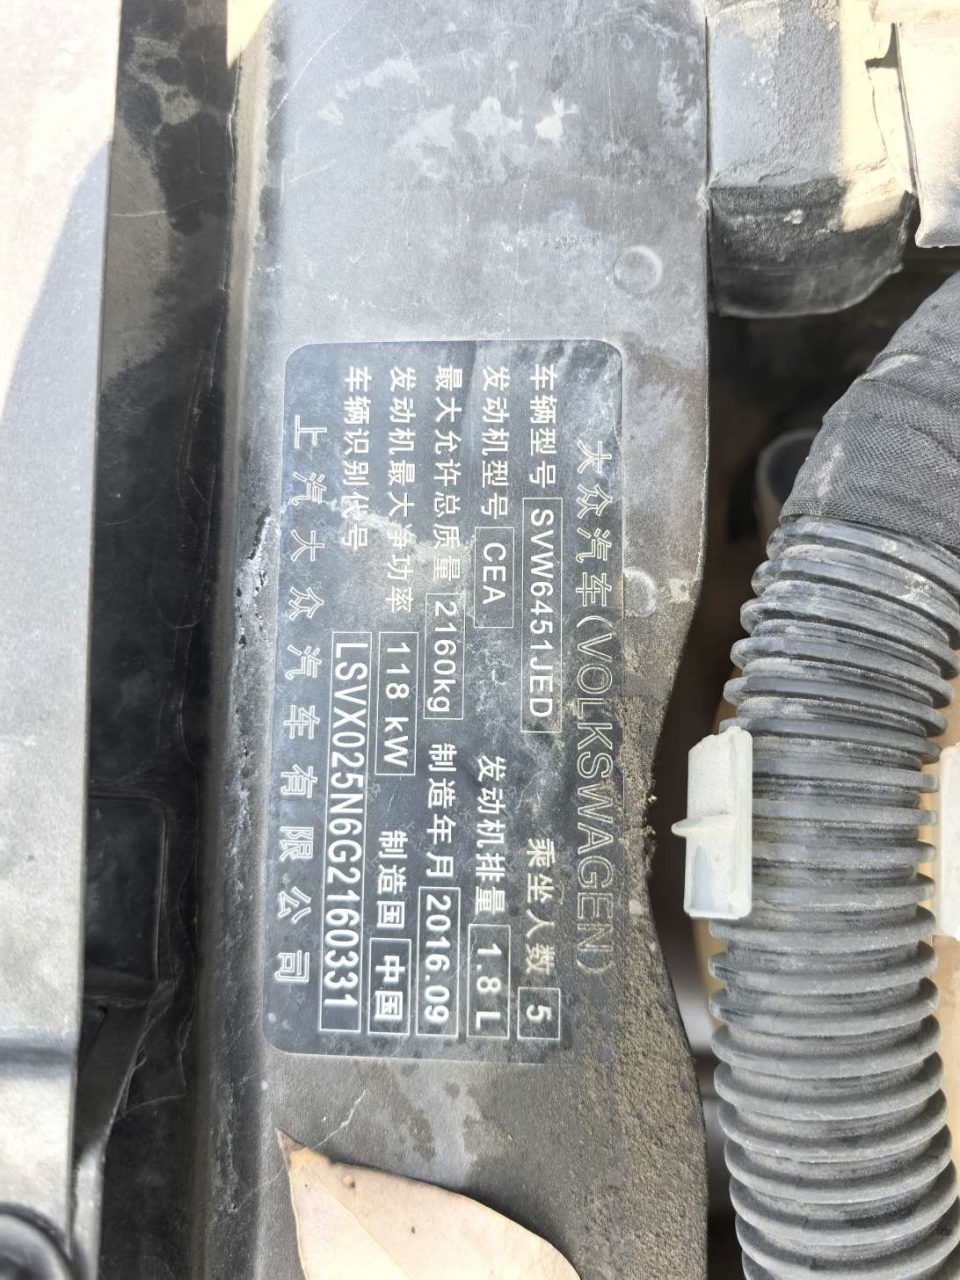 大众汽车(VOLKSWAGEN)
车辆型号 SVW6451JED 乘坐人数 5
发动机型号 CEA 发动机排量 1.8 L
最大允许总质量 2160kg 制造年月 2016.09
发动机最大净功率 118 kW 制造国 中国
车辆识别代号 LSVX025N6G2160331
上汽大众汽车有限公司